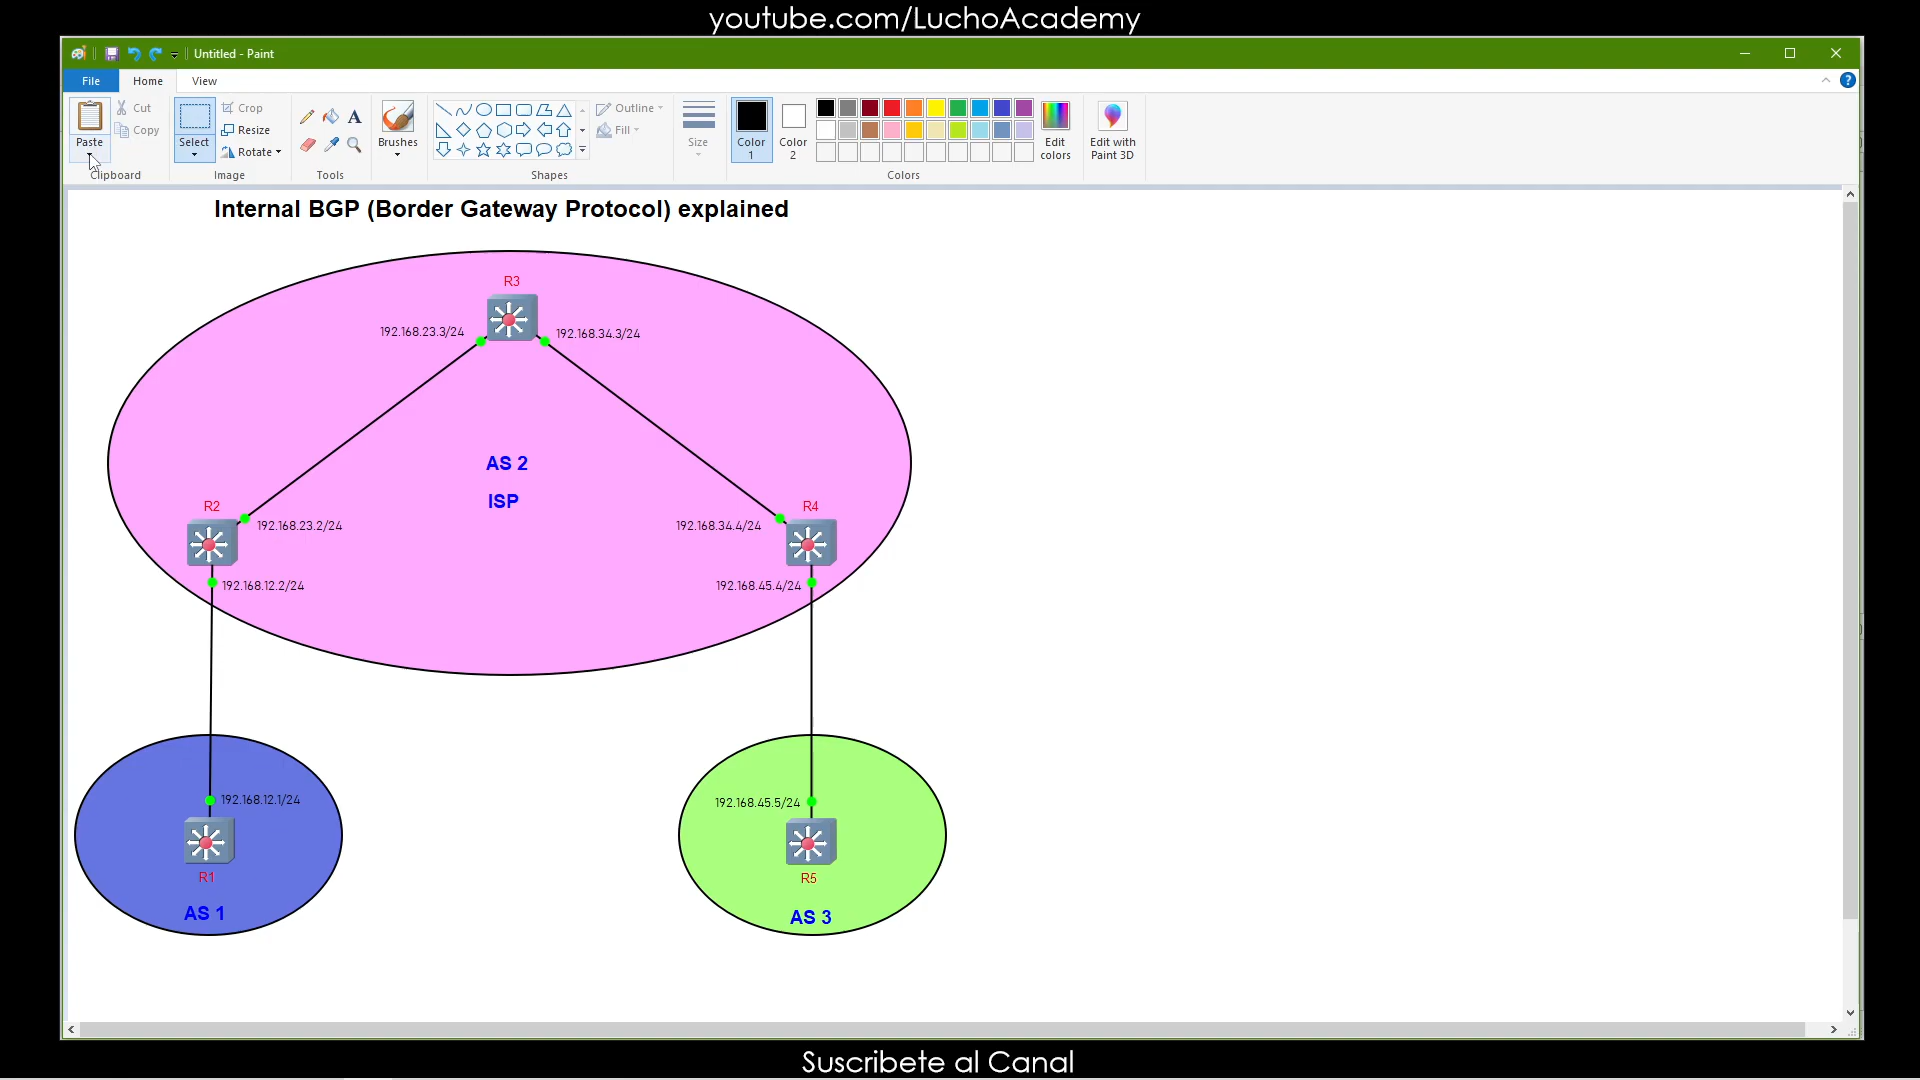 youtube.com/LuchoAcademy
Untitled - Paint
File
Home
View
Paste
Cut
Copy
Clipboard
Select
Crop
Resize
Rotate
Image
A
Tools
Brushes
Shapes
Outline
Fill
Size
Color
1
Color
2
Edit
colors
Colors
Edit with
Paint 3D
?
Internal BGP (Border Gateway Protocol) explained
R3
192.168.23.3/24
192.168.34.3/24
AS 2
ISP
R2
192.168.23.2/24
192.168.12.2/24
R4
192.168.34.4/24
192.168.45.4/24
192.168.12.1/24
R1
AS 1
192.168.45.5/24
R5
AS 3
Suscribete al Canal